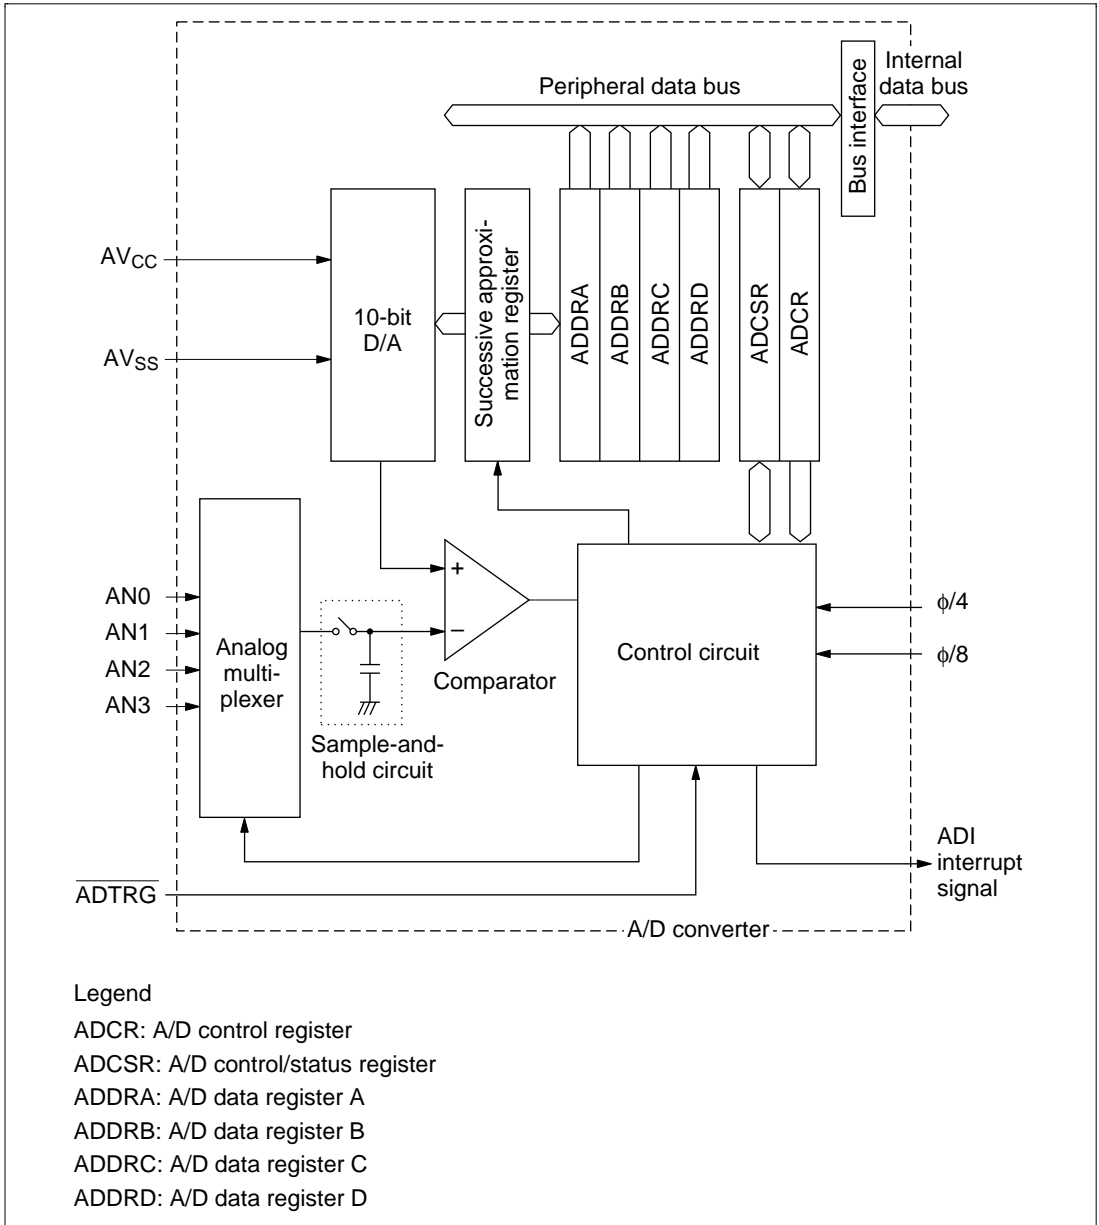 Peripheral data bus
Bus interface
Internal
data bus
AVCC
AVSS
10-bit
D/A
Successive approxi-
mation register
ADDRA
ADDRB
ADDRC
ADDRD
ADCSR
ADCR
AN0
AN1
AN2
AN3
Analog
multi-
plexer
Sample-and-
hold circuit
+
−
Comparator
Control circuit
ϕ/4
ϕ/8
ADTRG
ADI
interrupt
signal
A/D converter
Legend
ADCR: A/D control register
ADCSR: A/D control/status register
ADDRA: A/D data register A
ADDRB: A/D data register B
ADDRC: A/D data register C
ADDRD: A/D data register D